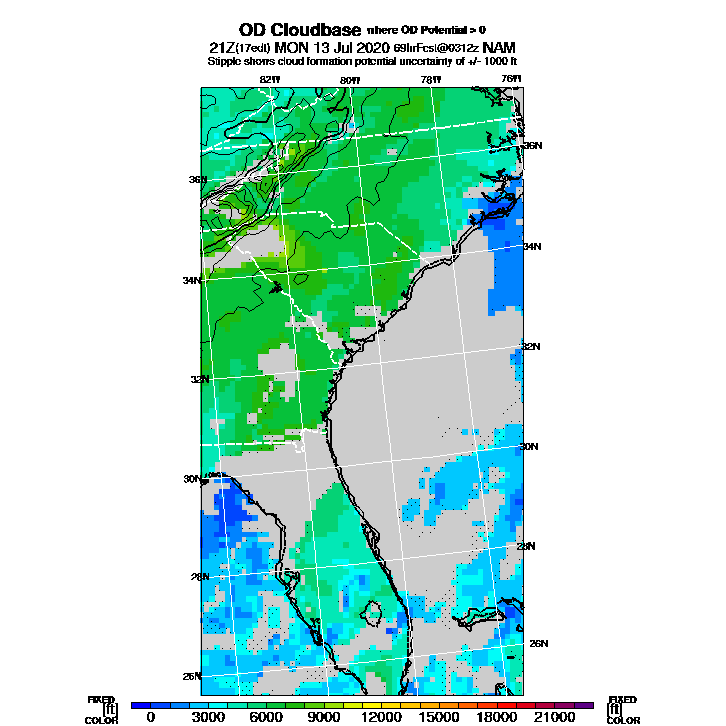 OD Cloudbase where OD Potential > 0
21Z(17edt) MON 13 Jul 2020 69hrFcst@0312z NAM
Stipple shows cloud formation potential uncertainty of +/- 1000 ft
82W 80W 78W 76W
36N 36N
34N 34N
32N 32N
30N 30N
28N 28N
26N 26N
FIXED FIXED
[ft] [ft]
COLOR 0 3000 6000 9000 12000 15000 18000 21000 COLOR